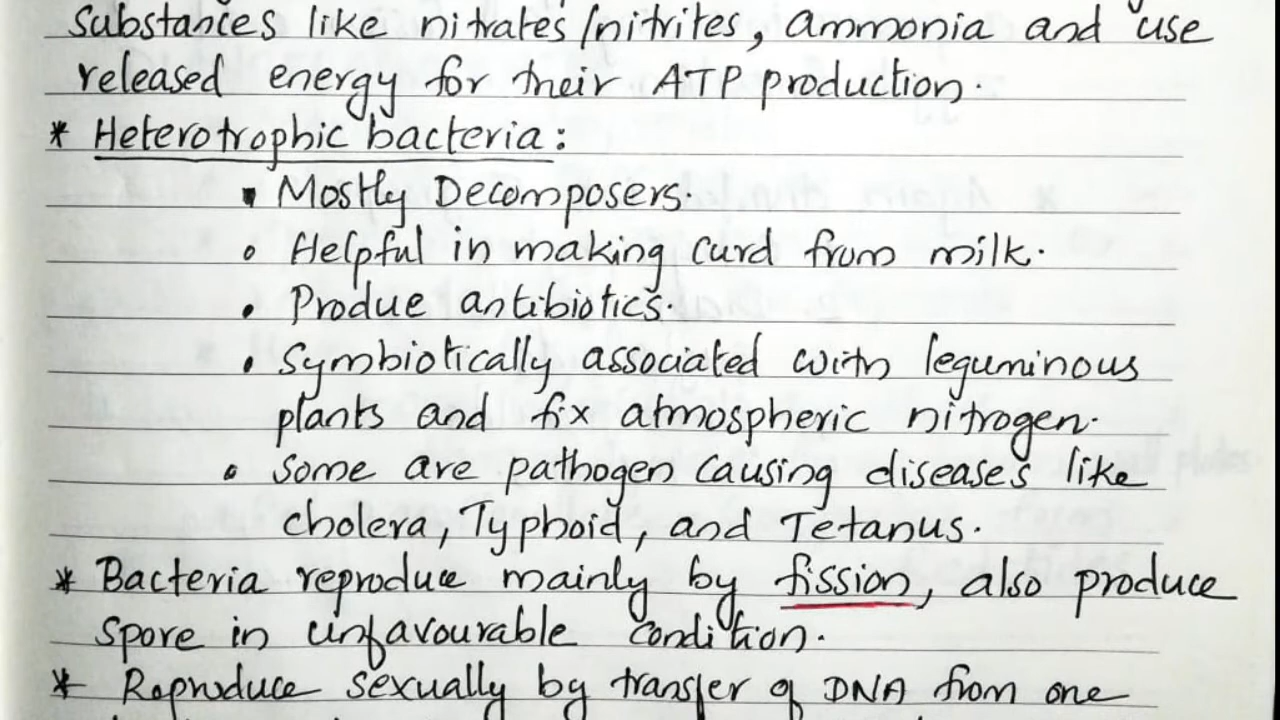 substances like nitrates/nitrites, ammonia and use
released energy for their ATP production.
* Heterotrophic bacteria:
▪ Mostly Decomposers.
∘ Helpful in making curd from milk.
• Produe antibiotics.
• Symbiotically associated with leguminous
plants and fix atmospheric nitrogen.
• Some are pathogen causing diseases like
cholera, Typhoid, and Tetanus.
* Bacteria reproduce mainly by fission, also produce
spore in unfavourable condition.
* Reproduce sexually by transfer of DNA from one